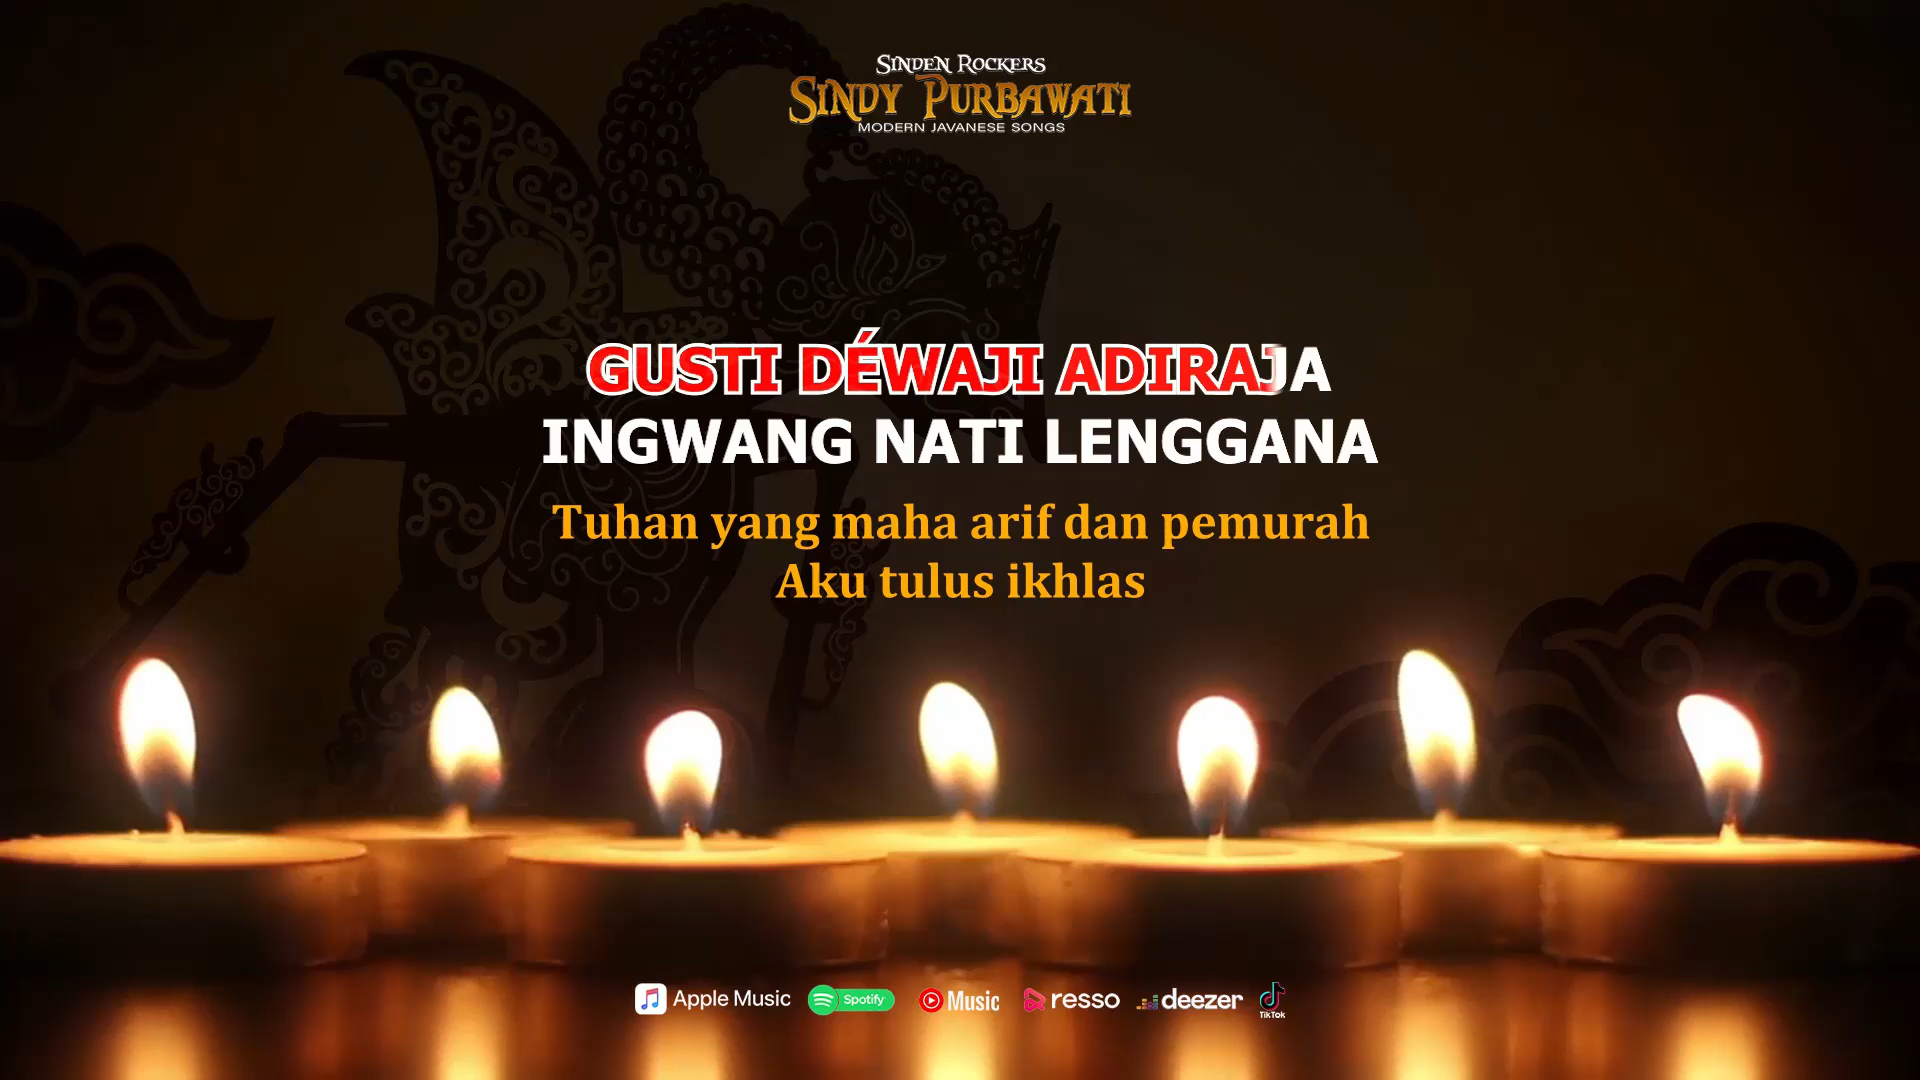 SINDEN ROCKERS
SINDY PURBAWATI
MODERN JAVANESE SONGS
GUSTI DÉWAJI ADIRAJA
INGWANG NATI LENGGANA
Tuhan yang maha arif dan pemurah
Aku tulus ikhlas
Apple Music Spotify Music resso deezer TikTok